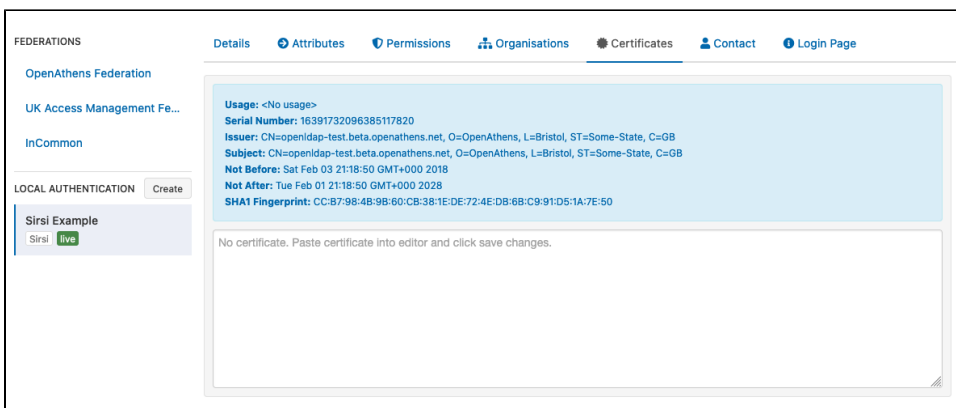 FEDERATIONS
OpenAthens Federation
UK Access Management Fe...
InCommon
LOCAL AUTHENTICATION Create
Sirsi Example
Sirsi live
Details Attributes Permissions Organisations Certificates Contact Login Page
Usage: <No usage>
Serial Number: 16391732096385117820
Issuer: CN=openldap-test.beta.openathens.net, O=OpenAthens, L=Bristol, ST=Some-State, C=GB
Subject: CN=openldap-test.beta.openathens.net, O=OpenAthens, L=Bristol, ST=Some-State, C=GB
Not Before: Sat Feb 03 21:18:50 GMT+000 2018
Not After: Tue Feb 01 21:18:50 GMT+000 2028
SHA1 Fingerprint: CC:B7:98:4B:9B:60:CB:38:1E:DE:72:4E:DB:6B:C9:91:D5:1A:7E:50
No certificate. Paste certificate into editor and click save changes.